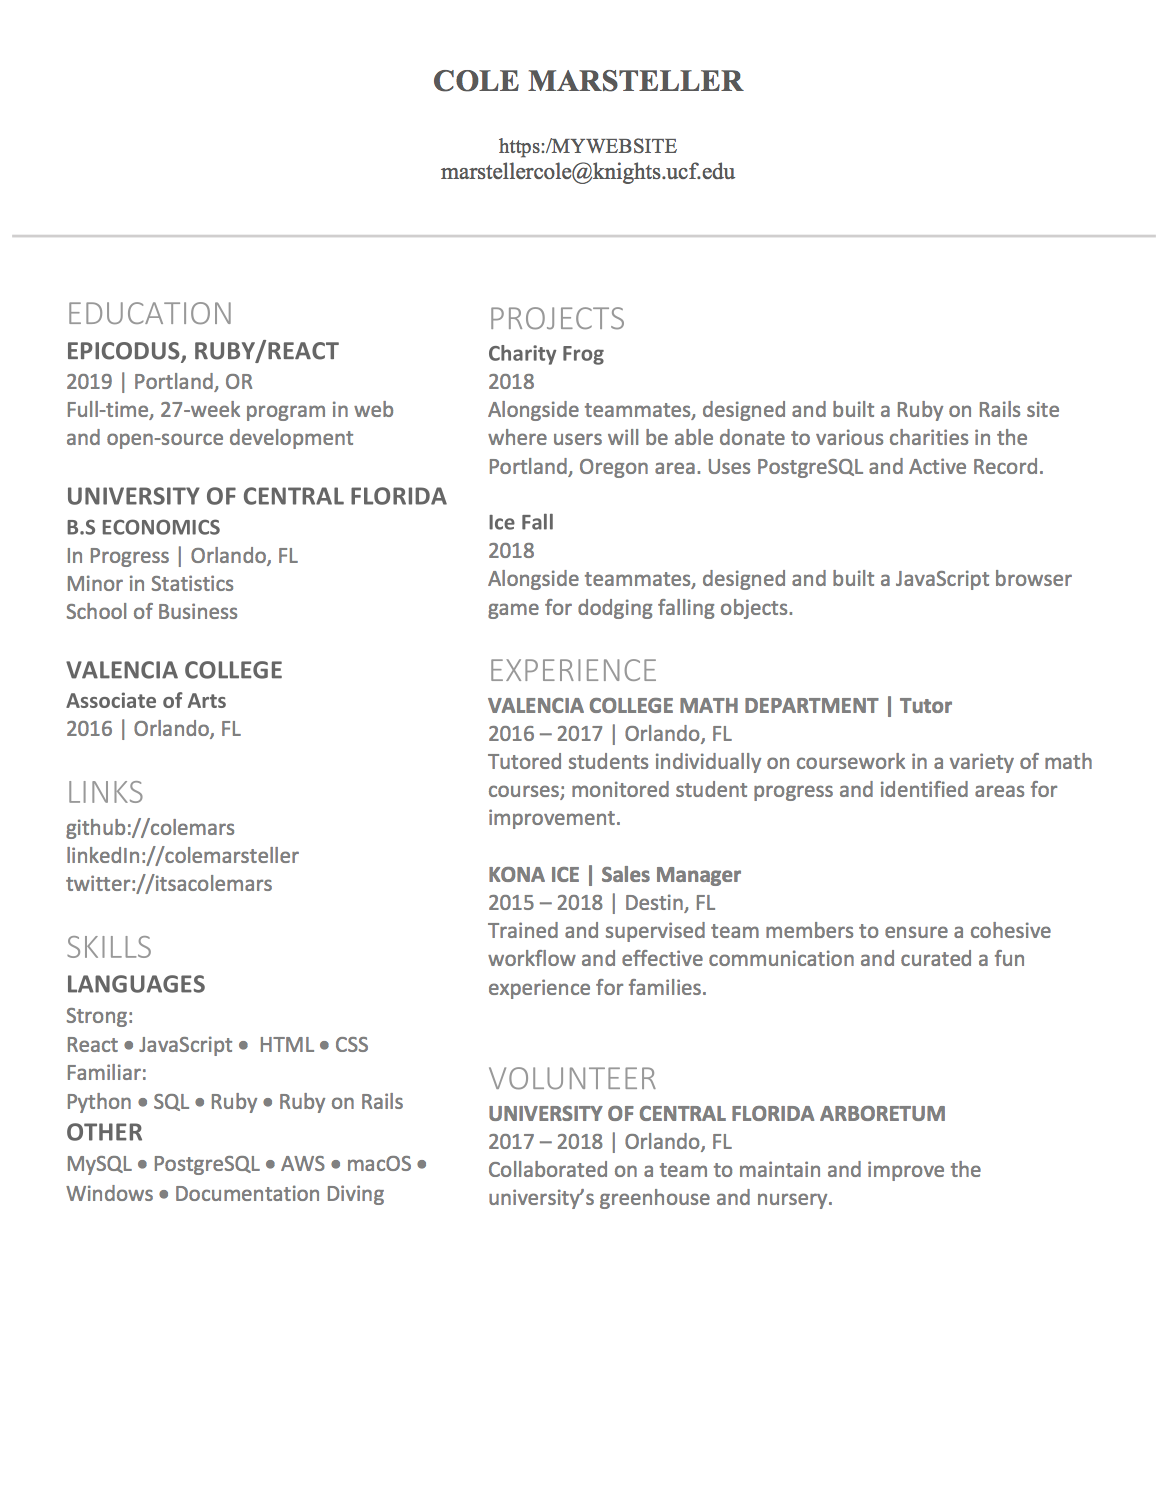 COLE MARSTELLER
https:/MYWEBSITE
marstellercole@knights.ucf.edu
EDUCATION
EPICODUS, RUBY/REACT
2019 | Portland, OR
Full-time, 27-week program in web
and open-source development
UNIVERSITY OF CENTRAL FLORIDA
B.S ECONOMICS
In Progress | Orlando, FL
Minor in Statistics
School of Business
VALENCIA COLLEGE
Associate of Arts
2016 | Orlando, FL
LINKS
github://colemars
linkedIn://colemarsteller
twitter://itsacolemars
SKILLS
LANGUAGES
Strong:
React • JavaScript •  HTML • CSS
Familiar:
Python • SQL • Ruby • Ruby on Rails
OTHER
MySQL • PostgreSQL • AWS • macOS •
Windows • Documentation Diving
PROJECTS
Charity Frog
2018
Alongside teammates, designed and built a Ruby on Rails site
where users will be able donate to various charities in the
Portland, Oregon area. Uses PostgreSQL and Active Record.
Ice Fall
2018
Alongside teammates, designed and built a JavaScript browser
game for dodging falling objects.
EXPERIENCE
VALENCIA COLLEGE MATH DEPARTMENT | Tutor
2016 – 2017 | Orlando, FL
Tutored students individually on coursework in a variety of math
courses; monitored student progress and identified areas for
improvement.
KONA ICE | Sales Manager
2015 – 2018 | Destin, FL
Trained and supervised team members to ensure a cohesive
workflow and effective communication and curated a fun
experience for families.
VOLUNTEER
UNIVERSITY OF CENTRAL FLORIDA ARBORETUM
2017 – 2018 | Orlando, FL
Collaborated on a team to maintain and improve the
university’s greenhouse and nursery.